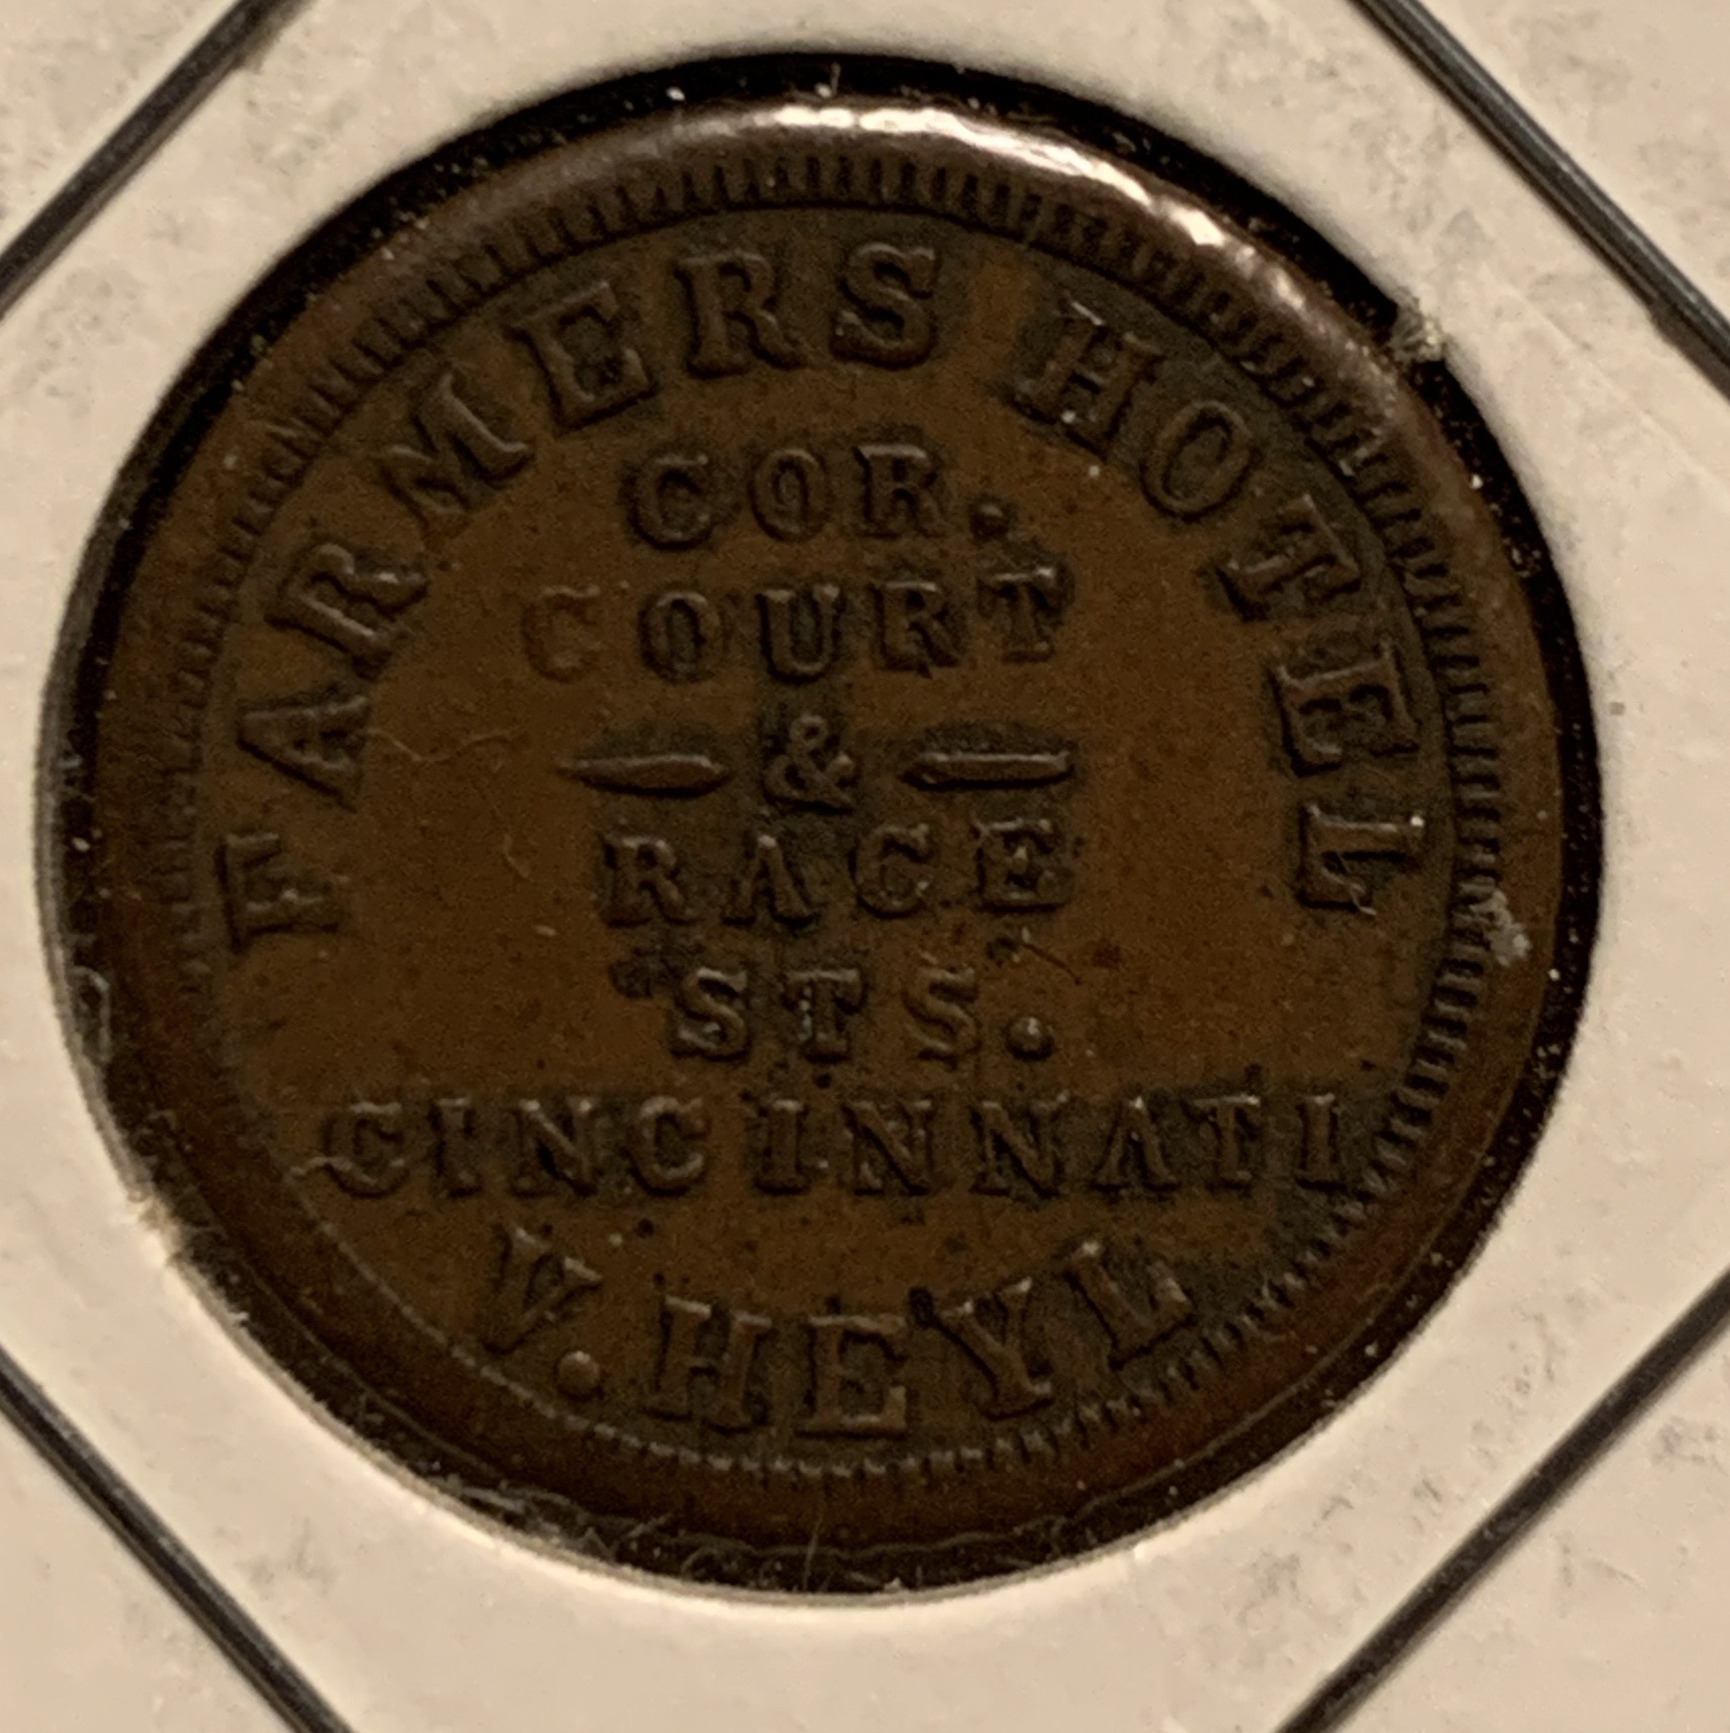 FARMERS HOTEL
COR.
COURT
&
RACE
STS.
CINCINNATI
V. HEYL